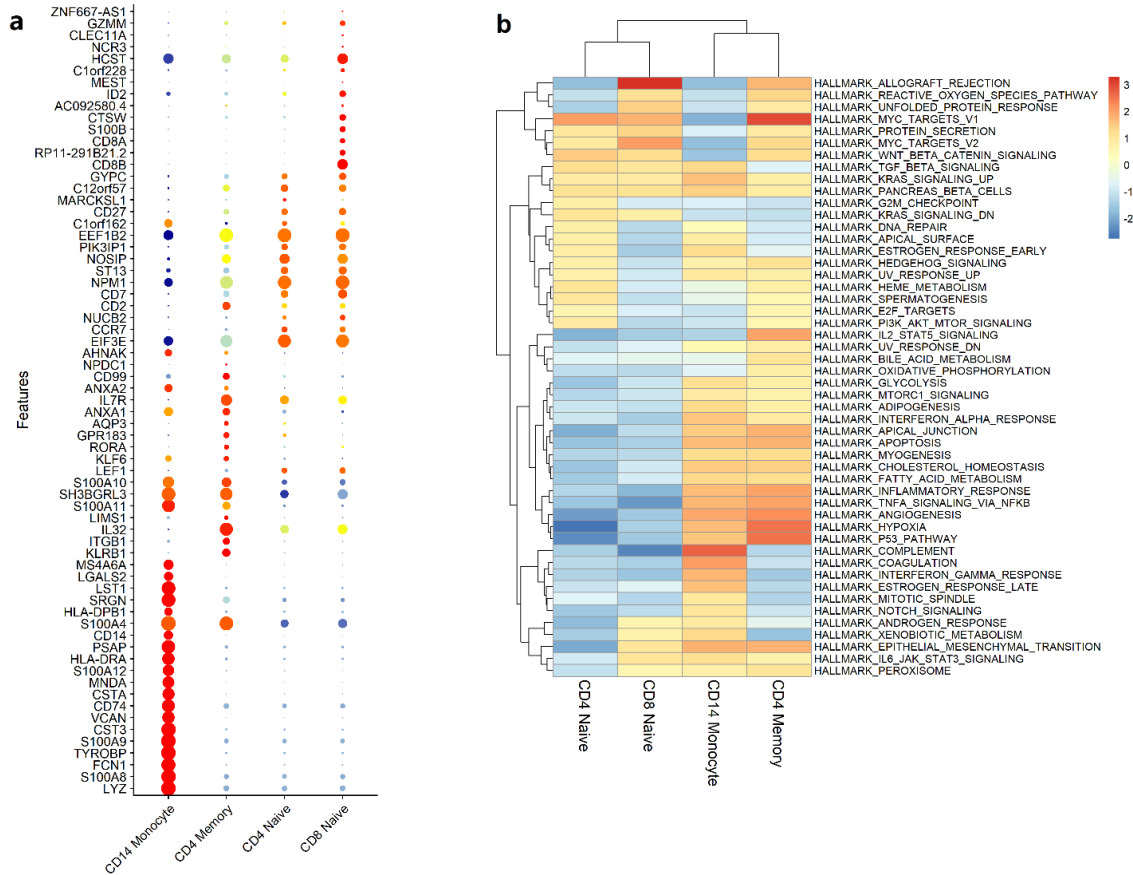 a
Features
ZNF667-AS1
GZMM
CLEC11A
NCR3
HCST
C1orf228
MEST
ID2
AC092580.4
CTSW
S100B
CD8A
RP11-291B21.2
CD8B
GYPC
C12orf57
MARCKSL1
CD27
C1orf162
EEF1B2
PIK3IP1
NOSIP
ST13
NPM1
CD7
CD2
NUCB2
CCR7
EIF3E
AHNAK
NPDC1
CD99
ANXA2
IL7R
ANXA1
AQP3
GPR183
RORA
KLF6
LEF1
S100A10
SH3BGRL3
S100A11
LIMS1
IL32
ITGB1
KLRB1
MS4A6A
LGALS2
LST1
SRGN
HLA-DPB1
S100A4
CD14
PSAP
HLA-DRA
S100A12
MNDA
CSTA
CD74
VCAN
CST3
S100A9
TYROBP
FCN1
S100A8
LYZ
CD14 Monocyte
CD4 Memory
CD4 Naive
CD8 Naive
b
HALLMARK_ALLOGRAFT_REJECTION
HALLMARK_REACTIVE_OXYGEN_SPECIES_PATHWAY
HALLMARK_UNFOLDED_PROTEIN_RESPONSE
HALLMARK_MYC_TARGETS_V1
HALLMARK_PROTEIN_SECRETION
HALLMARK_MYC_TARGETS_V2
HALLMARK_WNT_BETA_CATENIN_SIGNALING
HALLMARK_TGF_BETA_SIGNALING
HALLMARK_KRAS_SIGNALING_UP
HALLMARK_PANCREAS_BETA_CELLS
HALLMARK_G2M_CHECKPOINT
HALLMARK_KRAS_SIGNALING_DN
HALLMARK_DNA_REPAIR
HALLMARK_APICAL_SURFACE
HALLMARK_ESTROGEN_RESPONSE_EARLY
HALLMARK_HEDGEHOG_SIGNALING
HALLMARK_UV_RESPONSE_UP
HALLMARK_HEME_METABOLISM
HALLMARK_SPERMATOGENESIS
HALLMARK_E2F_TARGETS
HALLMARK_PI3K_AKT_MTOR_SIGNALING
HALLMARK_IL2_STAT5_SIGNALING
HALLMARK_UV_RESPONSE_DN
HALLMARK_BILE_ACID_METABOLISM
HALLMARK_OXIDATIVE_PHOSPHORYLATION
HALLMARK_GLYCOLYSIS
HALLMARK_MTORC1_SIGNALING
HALLMARK_ADIPOGENESIS
HALLMARK_INTERFERON_ALPHA_RESPONSE
HALLMARK_APICAL_JUNCTION
HALLMARK_APOPTOSIS
HALLMARK_MYOGENESIS
HALLMARK_CHOLESTEROL_HOMEOSTASIS
HALLMARK_FATTY_ACID_METABOLISM
HALLMARK_INFLAMMATORY_RESPONSE
HALLMARK_TNFA_SIGNALING_VIA_NFKB
HALLMARK_ANGIOGENESIS
HALLMARK_HYPOXIA
HALLMARK_P53_PATHWAY
HALLMARK_COMPLEMENT
HALLMARK_COAGULATION
HALLMARK_INTERFERON_GAMMA_RESPONSE
HALLMARK_ESTROGEN_RESPONSE_LATE
HALLMARK_MITOTIC_SPINDLE
HALLMARK_NOTCH_SIGNALING
HALLMARK_ANDROGEN_RESPONSE
HALLMARK_XENOBIOTIC_METABOLISM
HALLMARK_EPITHELIAL_MESENCHYMAL_TRANSITION
HALLMARK_IL6_JAK_STAT3_SIGNALING
HALLMARK_PEROXISOME
CD4 Naive
CD8 Naive
CD14 Monocyte
CD4 Memory
3
2
1
0
-1
-2